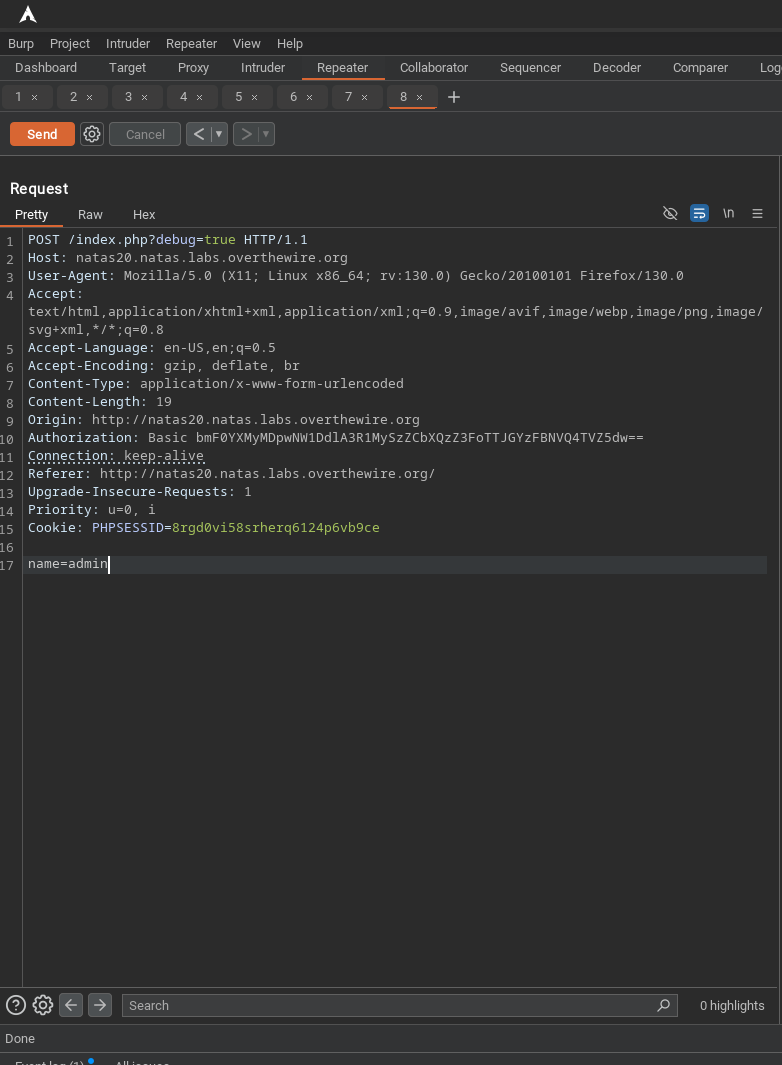 Burp Project Intruder Repeater View Help
Dashboard Target Proxy Intruder Repeater Collaborator Sequencer Decoder Comparer Log
1 × 2 × 3 × 4 × 5 × 6 × 7 × 8 × +
Send Cancel < ▾ > ▾
Request
Pretty Raw Hex \n
1 POST /index.php?debug=true HTTP/1.1
2 Host: natas20.natas.labs.overthewire.org
3 User-Agent: Mozilla/5.0 (X11; Linux x86_64; rv:130.0) Gecko/20100101 Firefox/130.0
4 Accept:
text/html,application/xhtml+xml,application/xml;q=0.9,image/avif,image/webp,image/png,image/
svg+xml,*/*;q=0.8
5 Accept-Language: en-US,en;q=0.5
6 Accept-Encoding: gzip, deflate, br
7 Content-Type: application/x-www-form-urlencoded
8 Content-Length: 19
9 Origin: http://natas20.natas.labs.overthewire.org
10 Authorization: Basic bmF0YXMyMDpwNW1DdlA3R1MySzZCbXQzZ3FoTTJGYzFBNVQ4TVZ5dw==
11 Connection: keep-alive
12 Referer: http://natas20.natas.labs.overthewire.org/
13 Upgrade-Insecure-Requests: 1
14 Priority: u=0, i
15 Cookie: PHPSESSID=8rgd0vi58srherq6124p6vb9ce
16
17 name=admin
? Search 0 highlights
Done
Event log (1) All issues